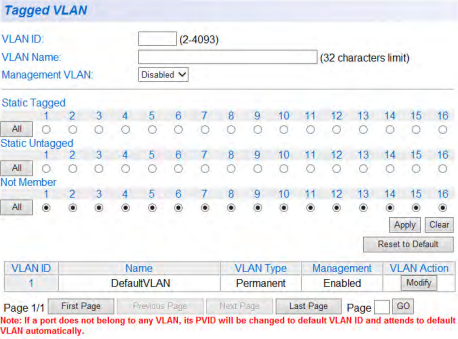 Tagged VLAN
VLAN ID: (2-4093)
VLAN Name: (32 characters limit)
Management VLAN: Disabled
Static Tagged
1 2 3 4 5 6 7 8 9 10 11 12 13 14 15 16
All
Static Untagged
1 2 3 4 5 6 7 8 9 10 11 12 13 14 15 16
All
Not Member
1 2 3 4 5 6 7 8 9 10 11 12 13 14 15 16
All
Apply Clear
Reset to Default
VLAN ID Name VLAN Type Management VLAN Action
1 DefaultVLAN Permanent Enabled Modify
Page 1/1 First Page Previous Page Next Page Last Page Page GO
Note: If a port does not belong to any VLAN, its PVID will be changed to default VLAN ID and attends to default
VLAN automatically.